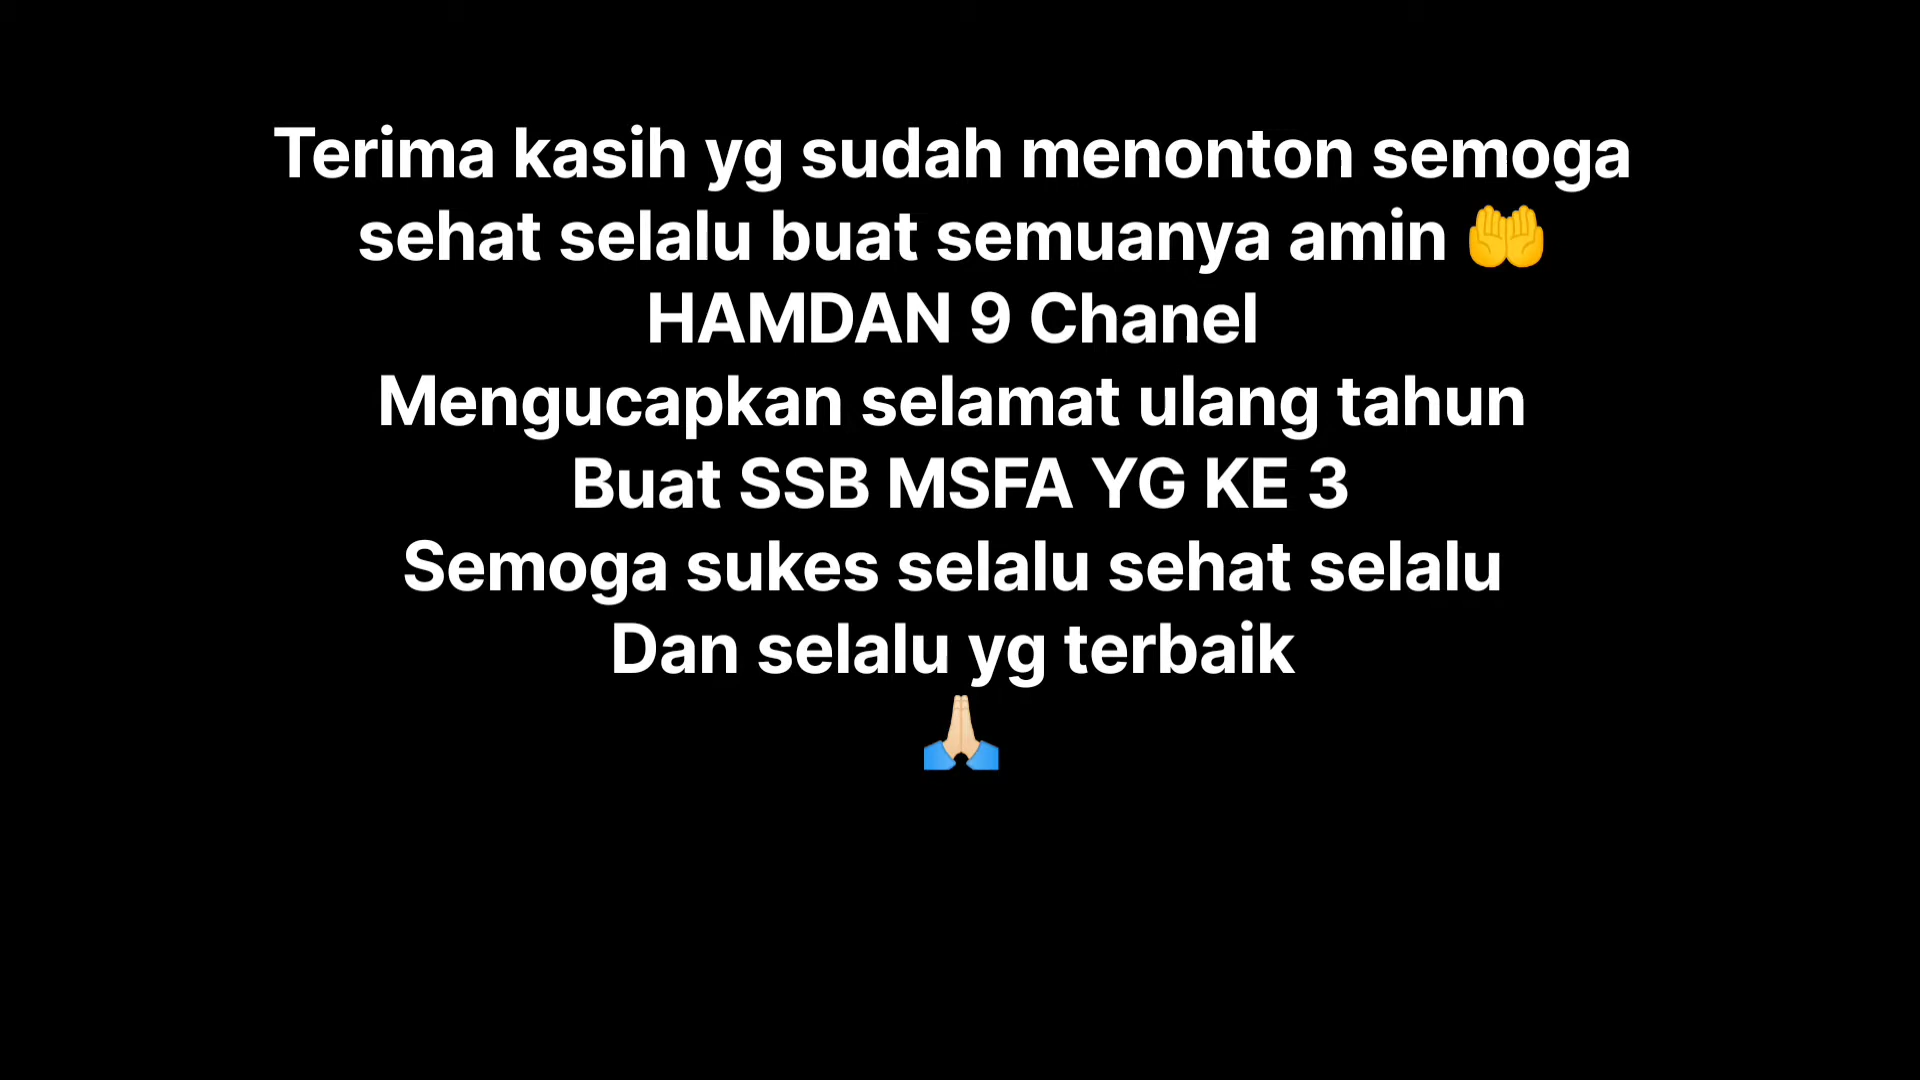 Terima kasih yg sudah menonton semoga
sehat selalu buat semuanya amin 🤲
HAMDAN 9 Chanel
Mengucapkan selamat ulang tahun
Buat SSB MSFA YG KE 3
Semoga sukes selalu sehat selalu
Dan selalu yg terbaik
🙏🏻